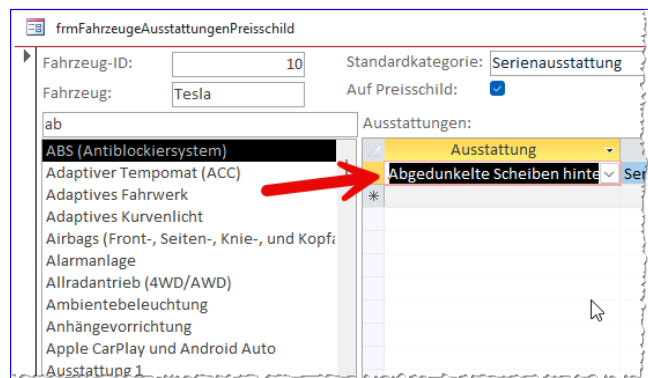 frmFahrzeugeAusstattungenPreisschild
Fahrzeug-ID: 10 Standardkategorie: Serienausstattung
Fahrzeug: Tesla Auf Preisschild:
ab Ausstattungen:
ABS (Antiblockiersystem) Ausstattung
Adaptiver Tempomat (ACC) Abgedunkelte Scheiben hinte Ser
Adaptives Fahrwerk
Adaptives Kurvenlicht
Airbags (Front-, Seiten-, Knie-, und Kopfa
Alarmanlage
Allradantrieb (4WD/AWD)
Ambientebeleuchtung
Anhängevorrichtung
Apple CarPlay und Android Auto
Ausstattung 1